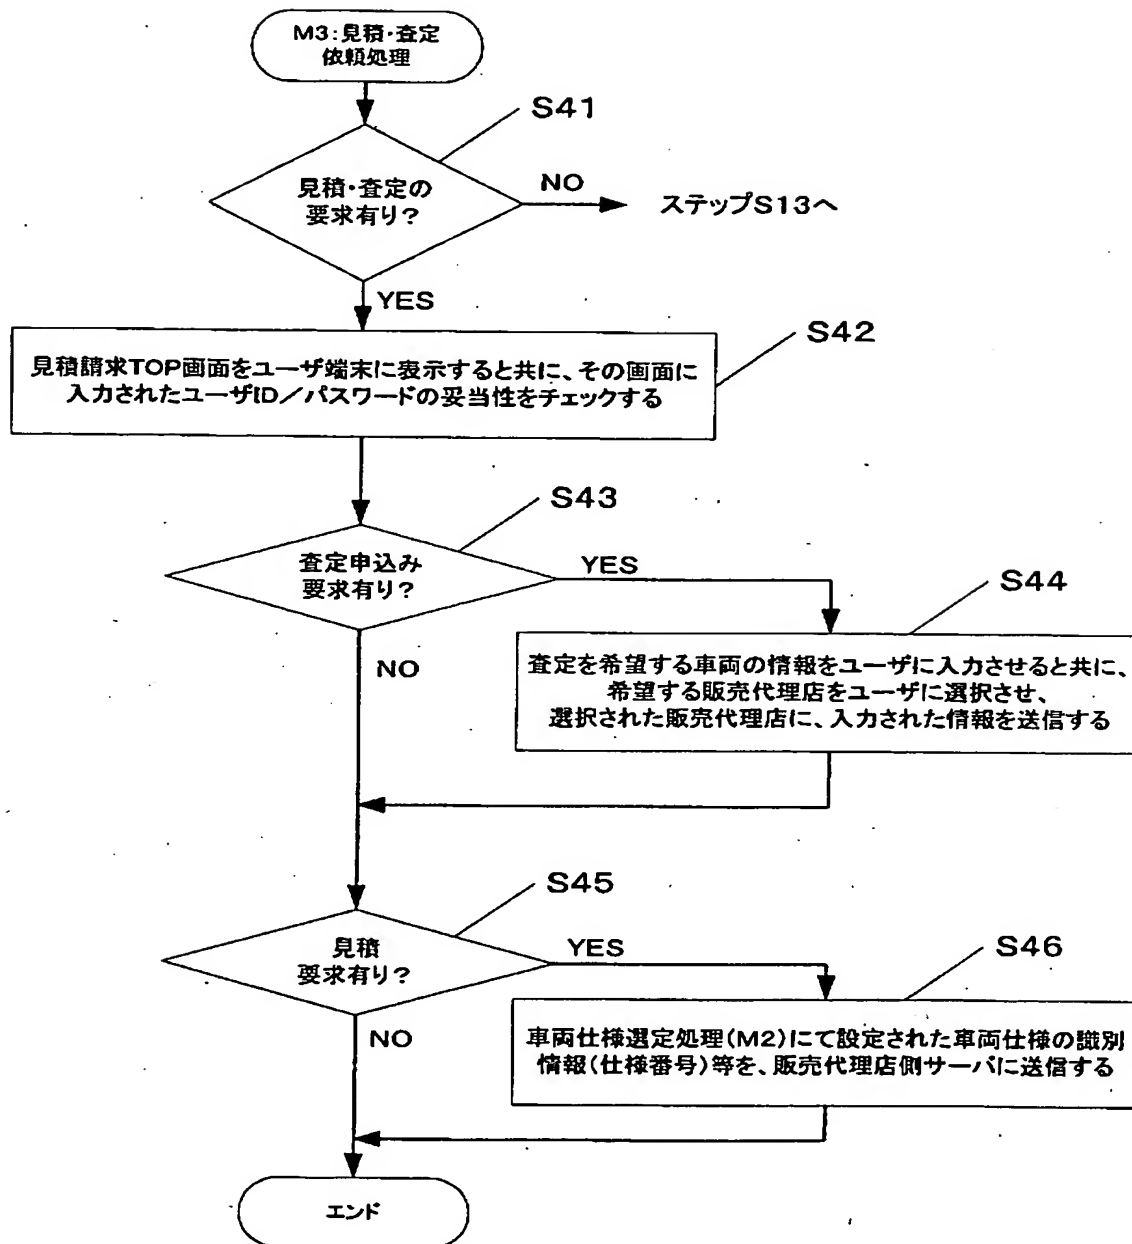 M3:見積・査定
依頼処理
S41
見積・査定の
要求有り?
NO
ステップS13へ
YES
S42
見積請求TOP画面をユーザ端末に表示すると共に、その画面に
入力されたユーザID／パスワードの妥当性をチェックする
S43
査定申込み
要求有り?
YES
S44
NO
査定を希望する車両の情報をユーザに入力させると共に、
希望する販売代理店をユーザに選択させ、
選択された販売代理店に、入力された情報を送信する
S45
見積
要求有り?
YES
S46
NO
車両仕様選定処理(M2)にて設定された車両仕様の識別
情報(仕様番号)等を、販売代理店側サーバに送信する
エンド